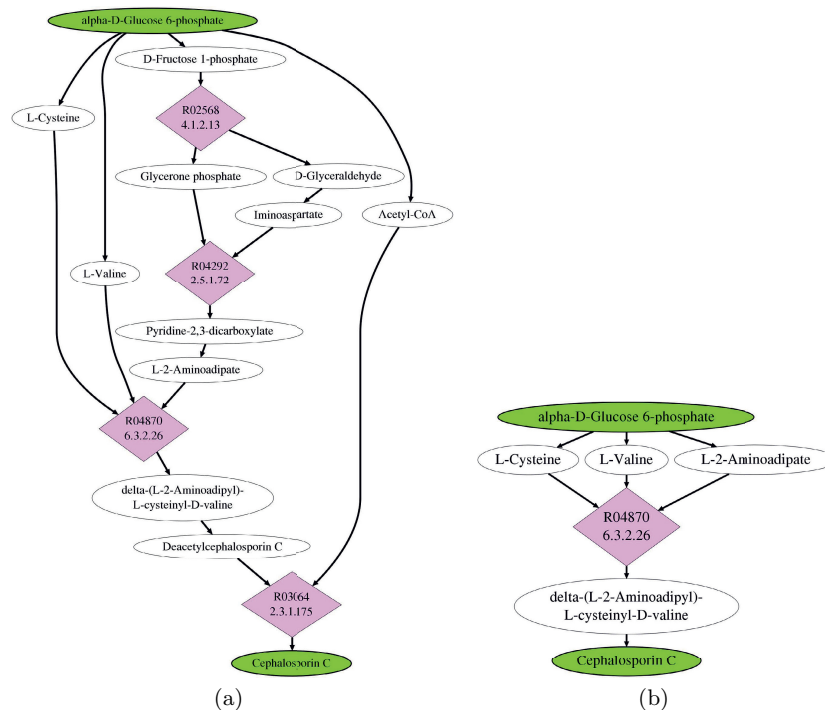 alpha-D-Glucose 6-phosphate
D-Fructose 1-phosphate
L-Cysteine
R02568
4.1.2.13
Glycerone phosphate
D-Glyceraldehyde
Iminoaspartate
Acetyl-CoA
L-Valine
R04292
2.5.1.72
Pyridine-2,3-dicarboxylate
L-2-Aminoadipate
R04870
6.3.2.26
delta-(L-2-Aminoadipyl)-
L-cysteinyl-D-valine
Deacetylcephalosporin C
R03064
2.3.1.175
Cephalosporin C
(a)
alpha-D-Glucose 6-phosphate
L-Cysteine
L-Valine
L-2-Aminoadipate
R04870
6.3.2.26
delta-(L-2-Aminoadipyl)-
L-cysteinyl-D-valine
Cephalosporin C
(b)